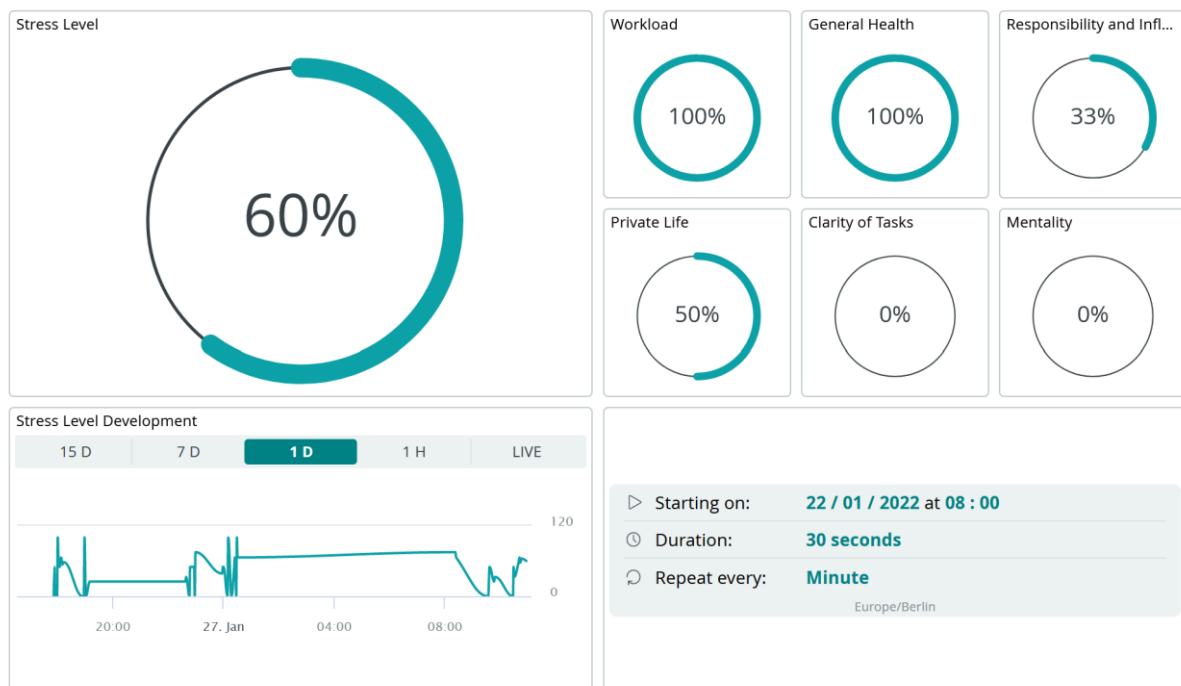 Stress Level
60%
Workload
100%
General Health
100%
Responsibility and Infl...
33%
Private Life
50%
Clarity of Tasks
0%
Mentality
0%
Stress Level Development
15 D
7 D
1 D
1 H
LIVE
120
0
20:00
27. Jan
04:00
08:00
Starting on: 22 / 01 / 2022 at 08 : 00
Duration: 30 seconds
Repeat every: Minute
Europe/Berlin